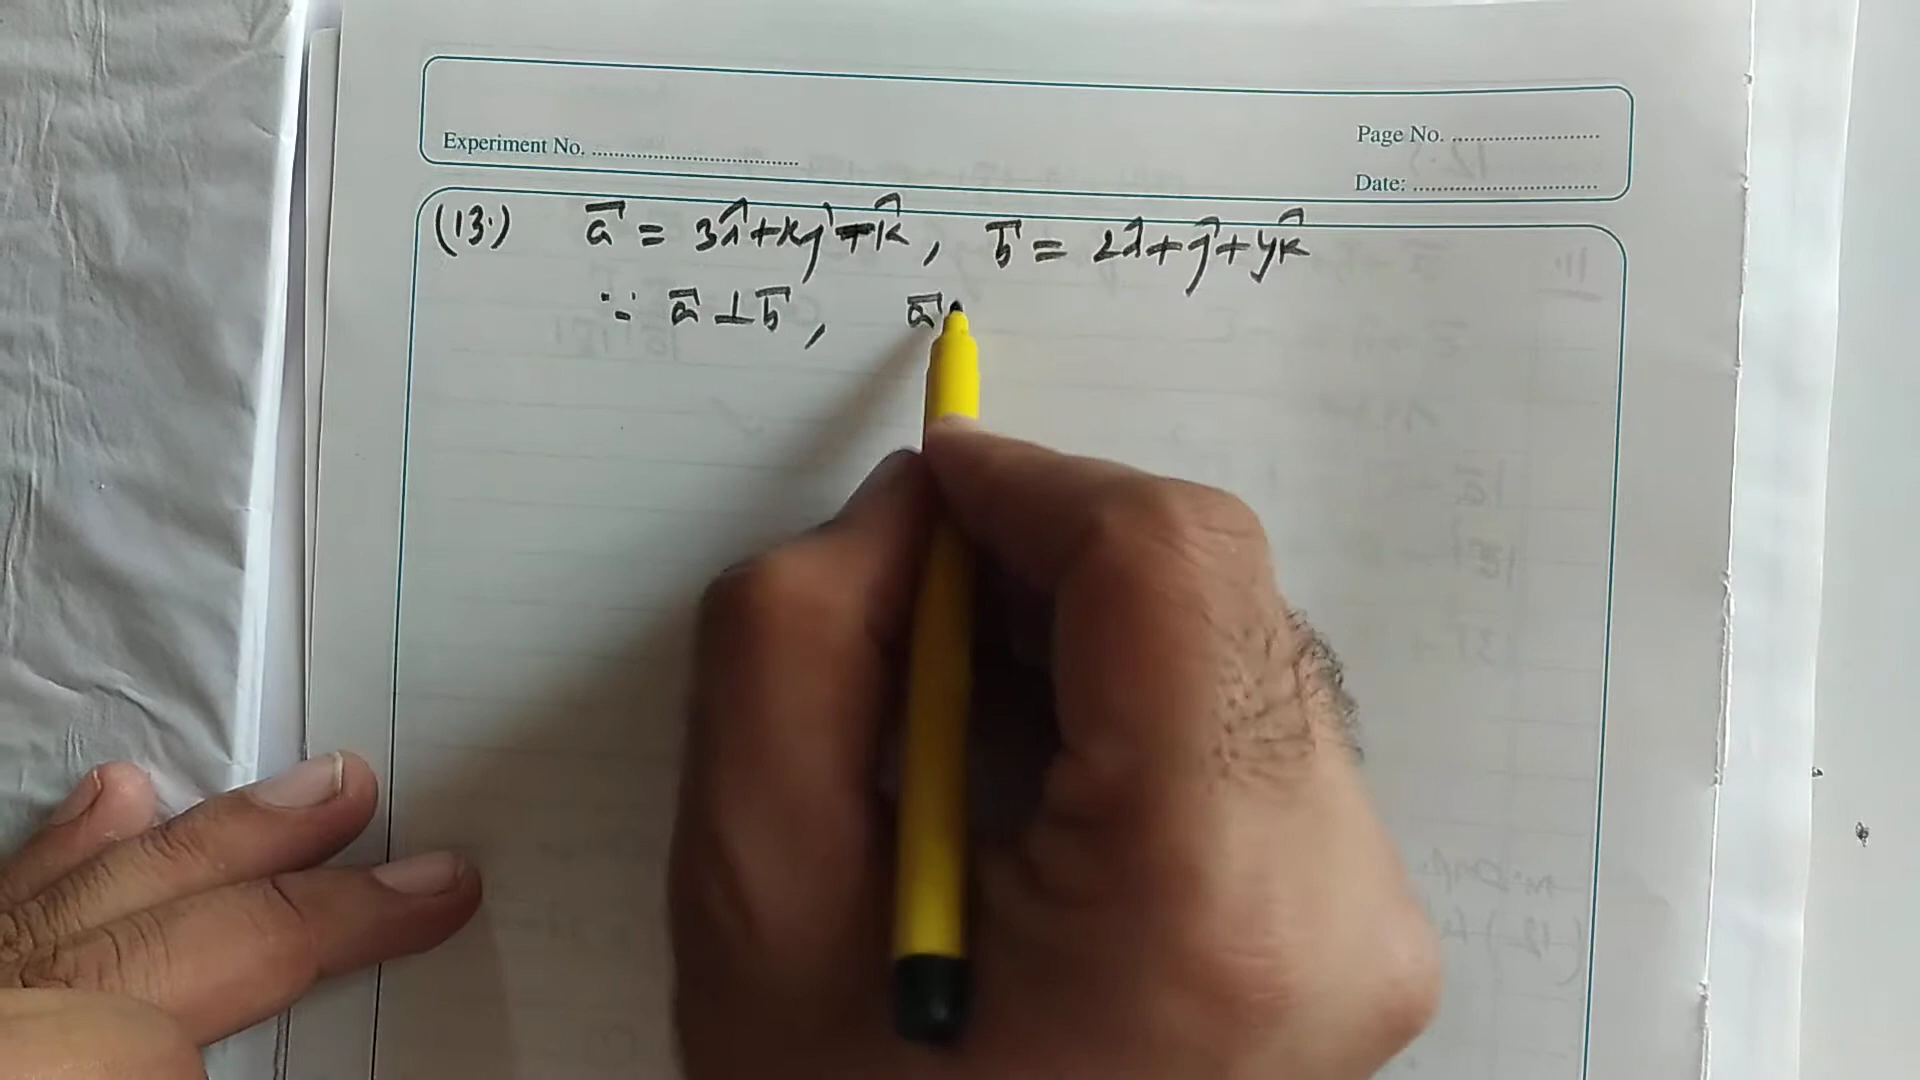 Experiment No. ................................................
Page No. ................................
Date: ........................................
(13.) a⃗ = 3î+xĵ-k̂, b⃗ = 2î+ĵ+yk̂
∵ a⃗ ⊥ b⃗, a⃗